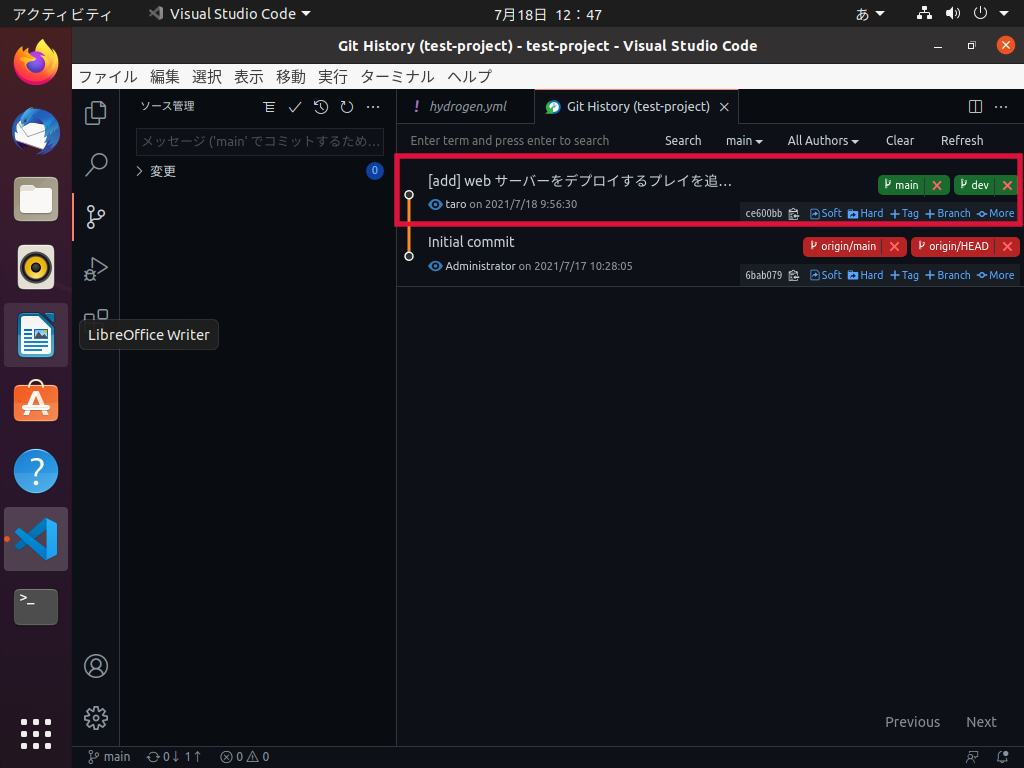 アクティビティ Visual Studio Code 7月18日 12：47 あ
Git History (test-project) - test-project - Visual Studio Code
ファイル 編集 選択 表示 移動 実行 ターミナル ヘルプ
ソース管理
メッセージ ('main' でコミットするため…
変更 0
LibreOffice Writer
! hydrogen.yml Git History (test-project)
Enter term and press enter to search Search main All Authors Clear Refresh
[add] web サーバーをデプロイするプレイを追… main dev
taro on 2021/7/18 9:56:30 ce600bb Soft Hard +Tag +Branch More
Initial commit origin/main origin/HEAD
Administrator on 2021/7/17 10:28:05 6bab079 Soft Hard +Tag +Branch More
Previous Next
main 0↓ 1↑ 0 0